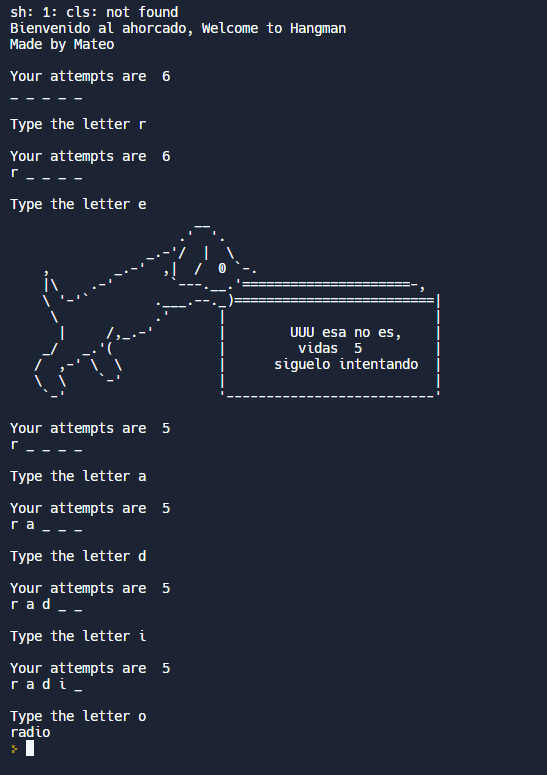 sh: 1: cls: not found
Bienvenido al ahorcado, Welcome to Hangman
Made by Mateo
Your attempts are  6
_ _ _ _ _
Type the letter r
Your attempts are  6
r _ _ _ _
Type the letter e
UUU esa no es,
vidas  5
siguelo intentando
Your attempts are  5
r _ _ _ _
Type the letter a
Your attempts are  5
r a _ _ _
Type the letter d
Your attempts are  5
r a d _ _
Type the letter i
Your attempts are  5
r a d i _
Type the letter o
radio